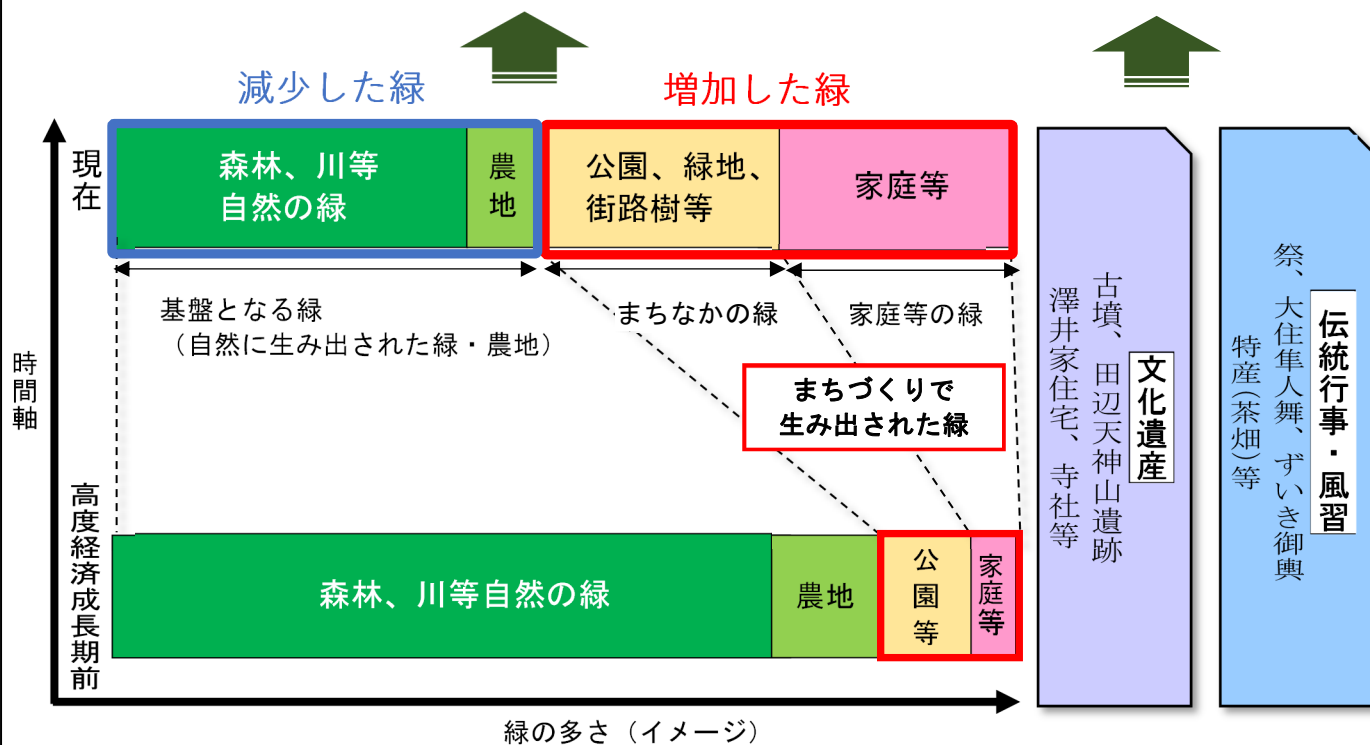 減少した緑
増加した緑
現在
森林、川等
自然の緑
農地
公園、緑地、
街路樹等
家庭等
基盤となる緑
(自然に生み出された緑・農地)
まちなかの緑
家庭等の緑
まちづくりで
生み出された緑
時間軸
高度経済成長期前
森林、川等自然の緑
農地
公園等
家庭等
緑の多さ(イメージ)
文化遺産
古墳、田辺天神山遺跡
澤井家住宅、寺社等
伝統行事・風習
祭、大住隼人舞、ずいき御輿
特産(茶畑)等